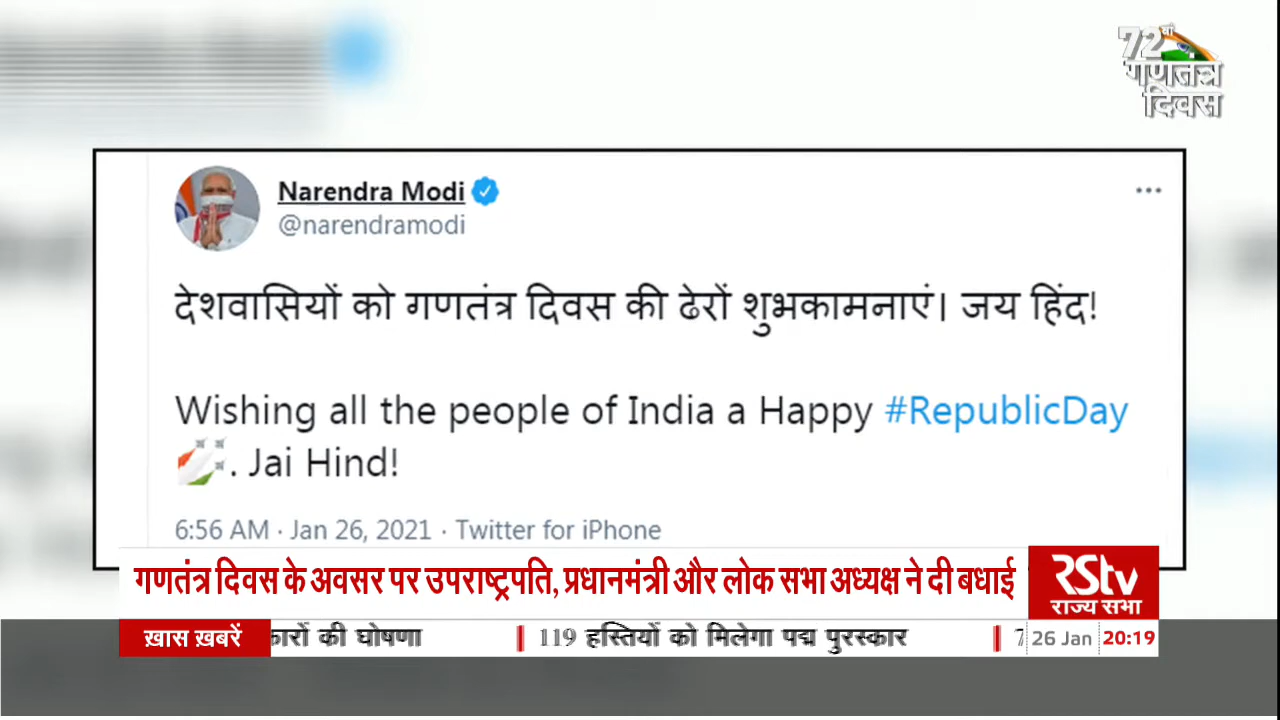 72वां
गणतंत्र
दिवस
Narendra Modi
@narendramodi
देशवासियों को गणतंत्र दिवस की ढेरों शुभकामनाएं। जय हिंद!
Wishing all the people of India a Happy #RepublicDay
. Jai Hind!
6:56 AM · Jan 26, 2021 · Twitter for iPhone
गणतंत्र दिवस के अवसर पर उपराष्ट्रपति, प्रधानमंत्री और लोक सभा अध्यक्ष ने दी बधाई
RStv
राज्य सभा
ख़ास ख़बरें
की घोषणा
119 हस्तियों को मिलेगा पद्म पुरस्कार
26 Jan
20:19